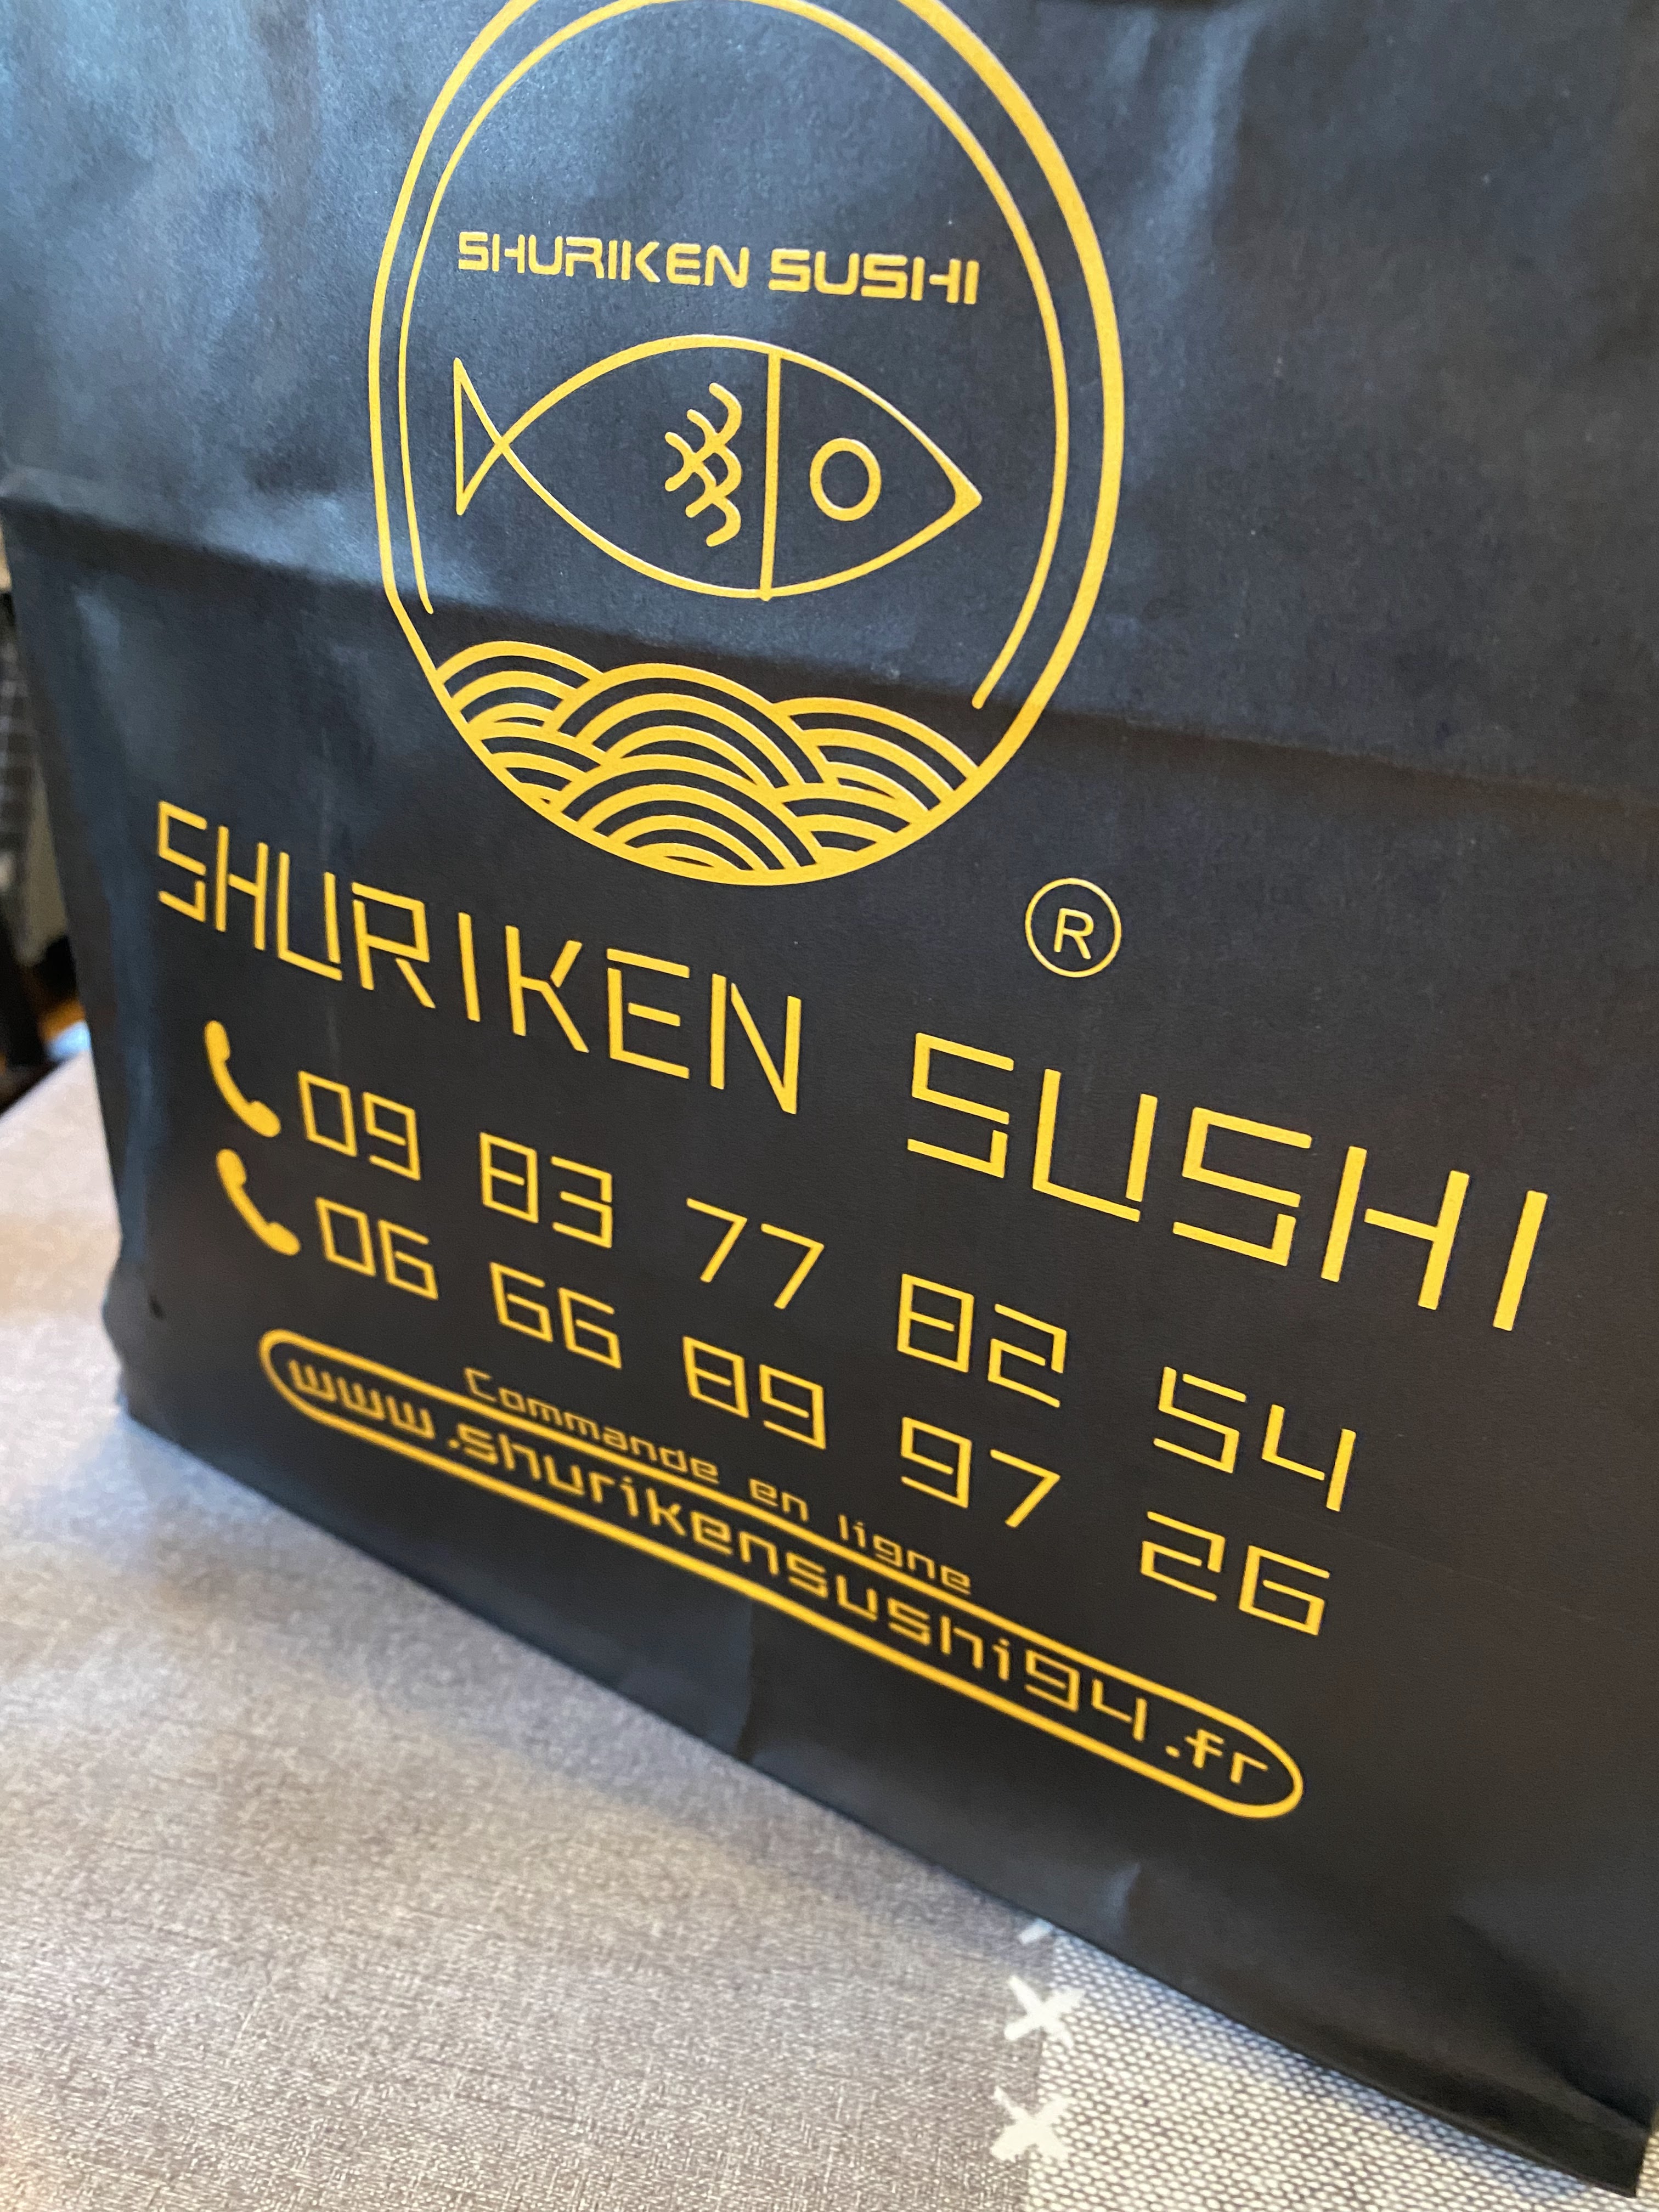 SHURIKEN SUSHI
®
SHURIKEN SUSHI
09 83 77 82 54
06 66 89 97 26
Commande en ligne
www.shurikensushi94.fr